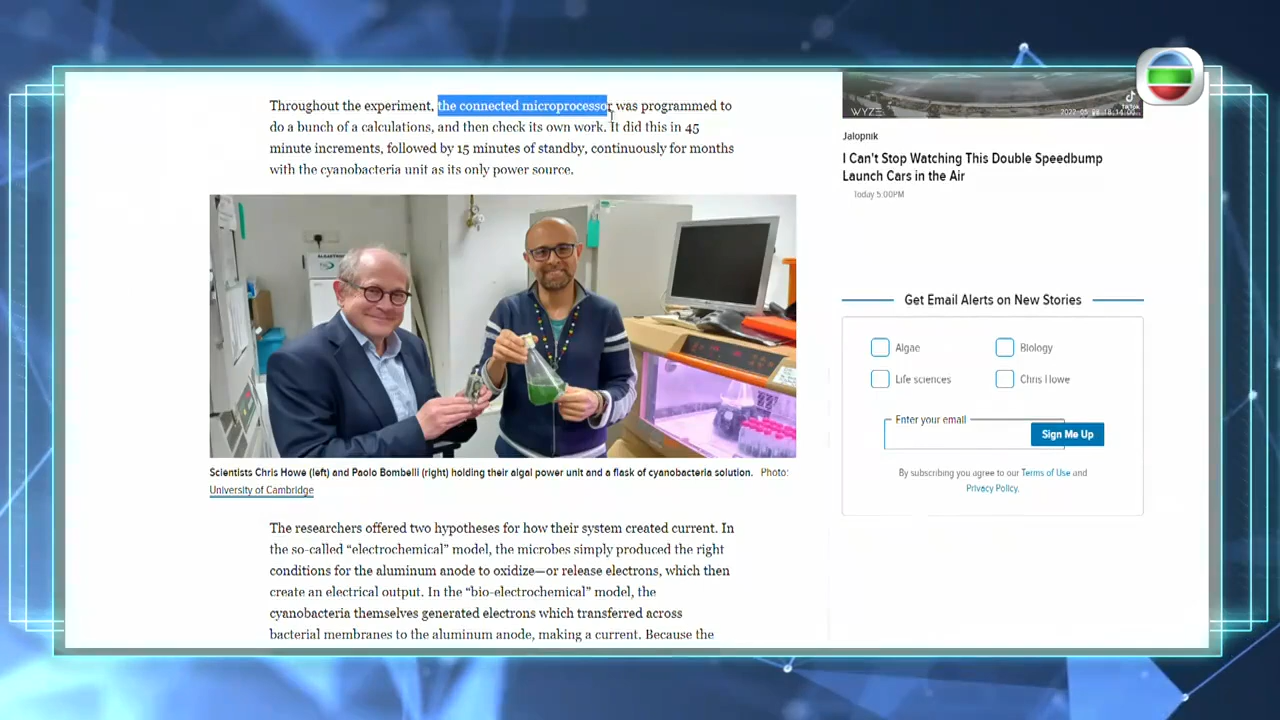 Throughout the experiment, the connected microprocessor was programmed to
do a bunch of a calculations, and then check its own work. It did this in 45
minute increments, followed by 15 minutes of standby, continuously for months
with the cyanobacteria unit as its only power source.
Scientists Chris Howe (left) and Paolo Bombelli (right) holding their algal power unit and a flask of cyanobacteria solution. Photo:
University of Cambridge
The researchers offered two hypotheses for how their system created current. In
the so-called “electrochemical” model, the microbes simply produced the right
conditions for the aluminum anode to oxidize—or release electrons, which then
create an electrical output. In the “bio-electrochemical” model, the
cyanobacteria themselves generated electrons which transferred across
bacterial membranes to the aluminum anode, making a current. Because the
WYZE
TikTok
Jalopnik
I Can't Stop Watching This Double Speedbump
Launch Cars in the Air
Today 5:00PM
Get Email Alerts on New Stories
Algae
Biology
Life sciences
Chris Howe
Enter your email
Sign Me Up
By subscribing you agree to our Terms of Use and
Privacy Policy.